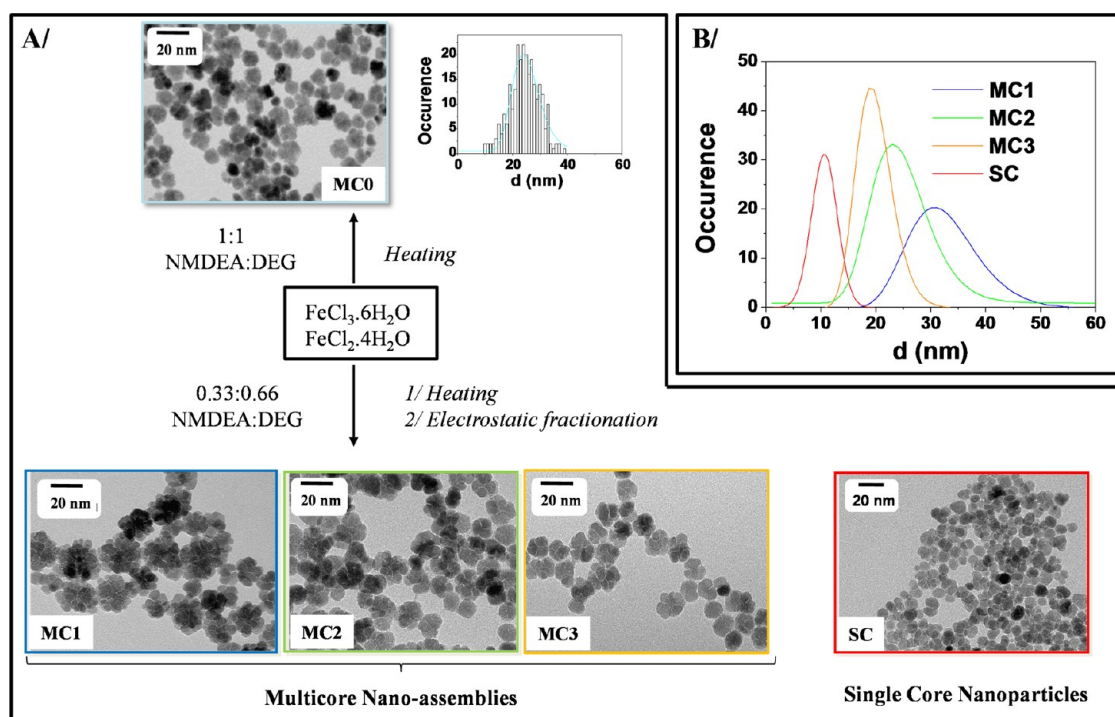 A/
20 nm
MC0
Occurence
20
15
10
5
0
0 20 40 60
d (nm)
1:1
NMDEA:DEG
Heating
FeCl₃.6H₂O
FeCl₂.4H₂O
0.33:0.66
NMDEA:DEG
1/ Heating
2/ Electrostatic fractionation
20 nm
MC1
20 nm
MC2
20 nm
MC3
20 nm
SC
Multicore Nano-assemblies
Single Core Nanoparticles
B/
Occurence
50
40
30
20
10
0
0 10 20 30 40 50 60
d (nm)
MC1
MC2
MC3
SC